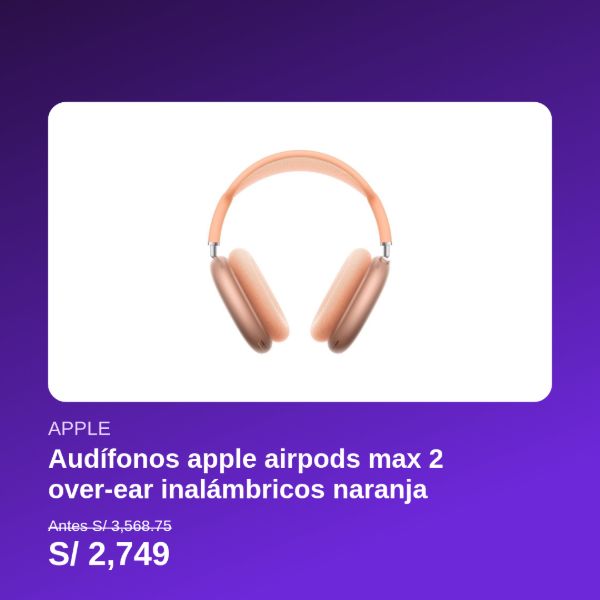 APPLE
Audífonos apple airpods max 2
over-ear inalámbricos naranja
Antes S/ 3,568.75
S/ 2,749